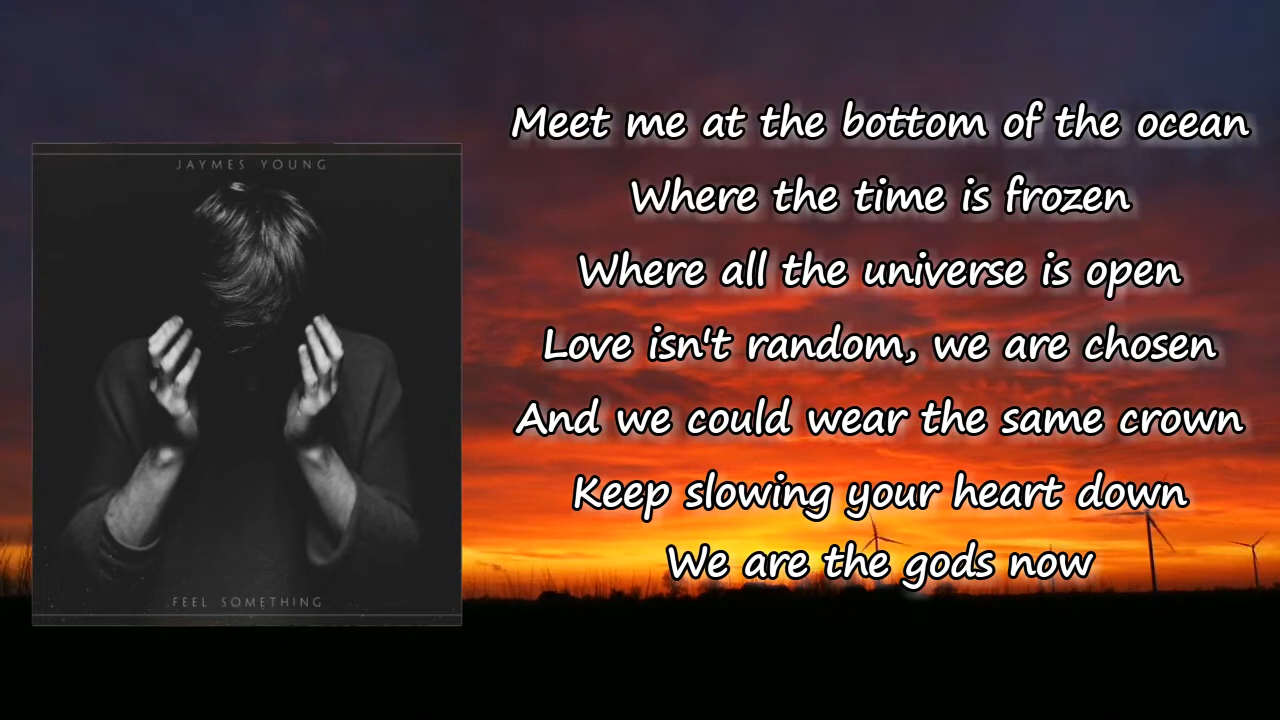 JAYMES YOUNG
FEEL SOMETHING
Meet me at the bottom of the ocean
Where the time is frozen
Where all the universe is open
Love isn't random, we are chosen
And we could wear the same crown
Keep slowing your heart down
We are the gods now